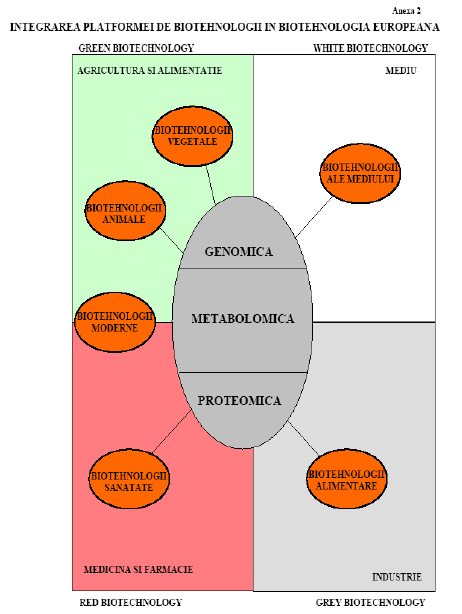 Anexa 2
INTEGRAREA PLATFORMEI DE BIOTEHNOLOGII IN BIOTEHNOLOGIA EUROPEANA
GREEN BIOTECHNOLOGY
WHITE BIOTECHNOLOGY
AGRICULTURA SI ALIMENTATIE
MEDIU
BIOTEHNOLOGII
VEGETALE
BIOTEHNOLOGII
ALE MEDIULUI
BIOTEHNOLOGII
ANIMALE
GENOMICA
BIOTEHNOLOGII
MODERNE
METABOLOMICA
PROTEOMICA
BIOTEHNOLOGII
SANATATE
BIOTEHNOLOGII
ALIMENTARE
MEDICINA SI FARMACIE
INDUSTRIE
RED BIOTECHNOLOGY
GREY BIOTECHNOLOGY